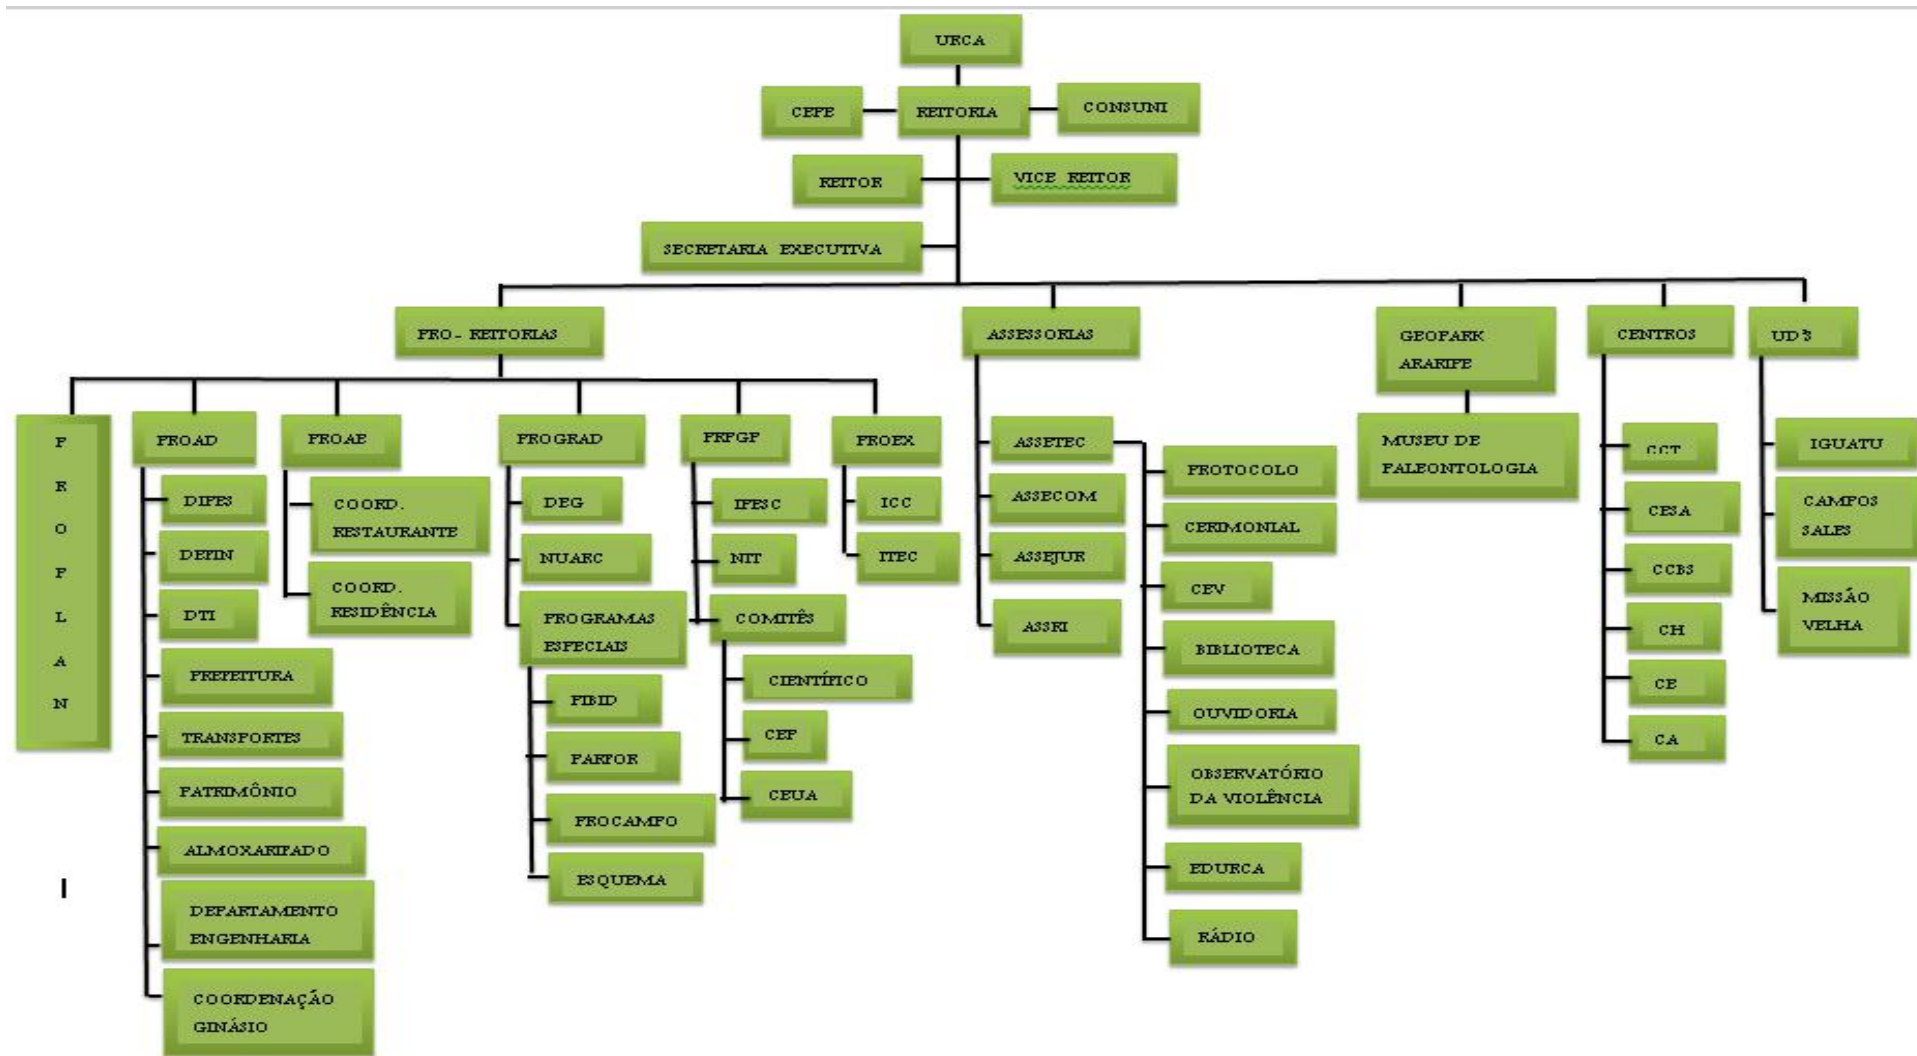 URCA
CEPE
REITORIA
CONSUNI
REITOR
VICE REITOR
SECRETARIA EXECUTIVA
PRO- REITORIAS
ASSESSORIAS
GEOPARK
ARARIPE
CENTROS
UD'S
P
R
O
P
L
A
N
PROAD
DIPES
DEFIN
DTI
PREFEITURA
TRANSPORTES
PATRIMÔNIO
ALMOXARIFADO
DEPARTAMENTO
ENGENHARIA
COORDENAÇÃO
GINÁSIO
PROAE
COORD.
RESTAURANTE
COORD.
RESIDÊNCIA
PROGRAD
DEG
NUARC
PROGRAMAS
ESPECIAIS
PIBID
PARFOR
PROCAMPO
ESQUEMA
PRPGP
IPESC
NIT
COMITÊS
CIENTÍFICO
CEP
CEUA
PROEX
ICC
ITEC
ASSETEC
ASSECOM
ASSEJUR
ASSRI
PROTOCOLO
CERIMONIAL
CEV
BIBLIOTECA
OUVIDORIA
OBSERVATÓRIO
DA VIOLÊNCIA
EDURCA
RÁDIO
MUSEU DE
PALEONTOLOGIA
CCT
CESA
CCBS
CH
CE
CA
IGUATU
CAMPOS
SALES
MISSÃO
VELHA